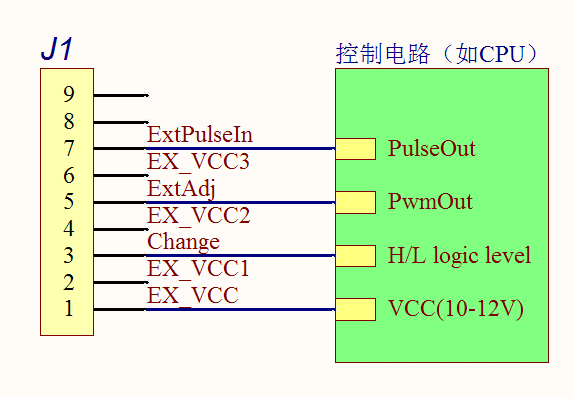 J1
控制电路（如CPU）
9
8
ExtPulseIn
7
PulseOut
EX_VCC3
6
ExtAdj
5
PwmOut
EX_VCC2
4
Change
3
H/L logic level
EX_VCC1
2
EX_VCC
1
VCC(10-12V)